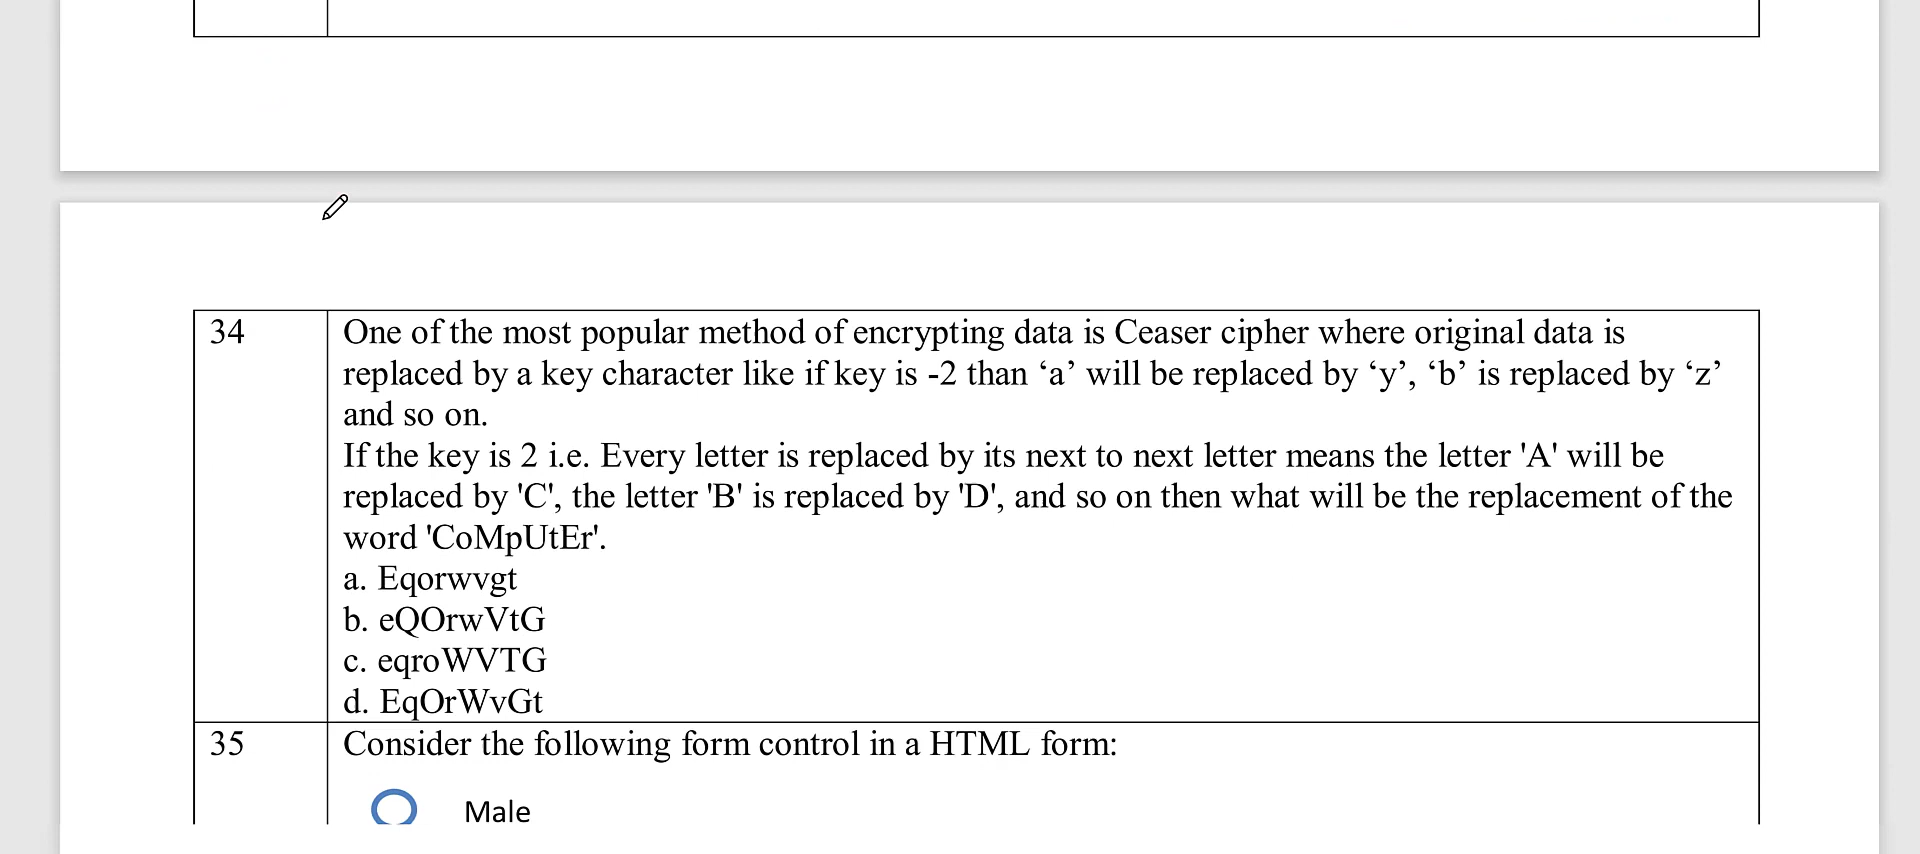 34
One of the most popular method of encrypting data is Ceaser cipher where original data is
replaced by a key character like if key is -2 than ‘a’ will be replaced by ‘y’, ‘b’ is replaced by ‘z’
and so on.
If the key is 2 i.e. Every letter is replaced by its next to next letter means the letter 'A' will be
replaced by 'C', the letter 'B' is replaced by 'D', and so on then what will be the replacement of the
word 'CoMpUtEr'.
a. Eqorwvgt
b. eQOrwVtG
c. eqroWVTG
d. EqOrWvGt
35
Consider the following form control in a HTML form:
Male